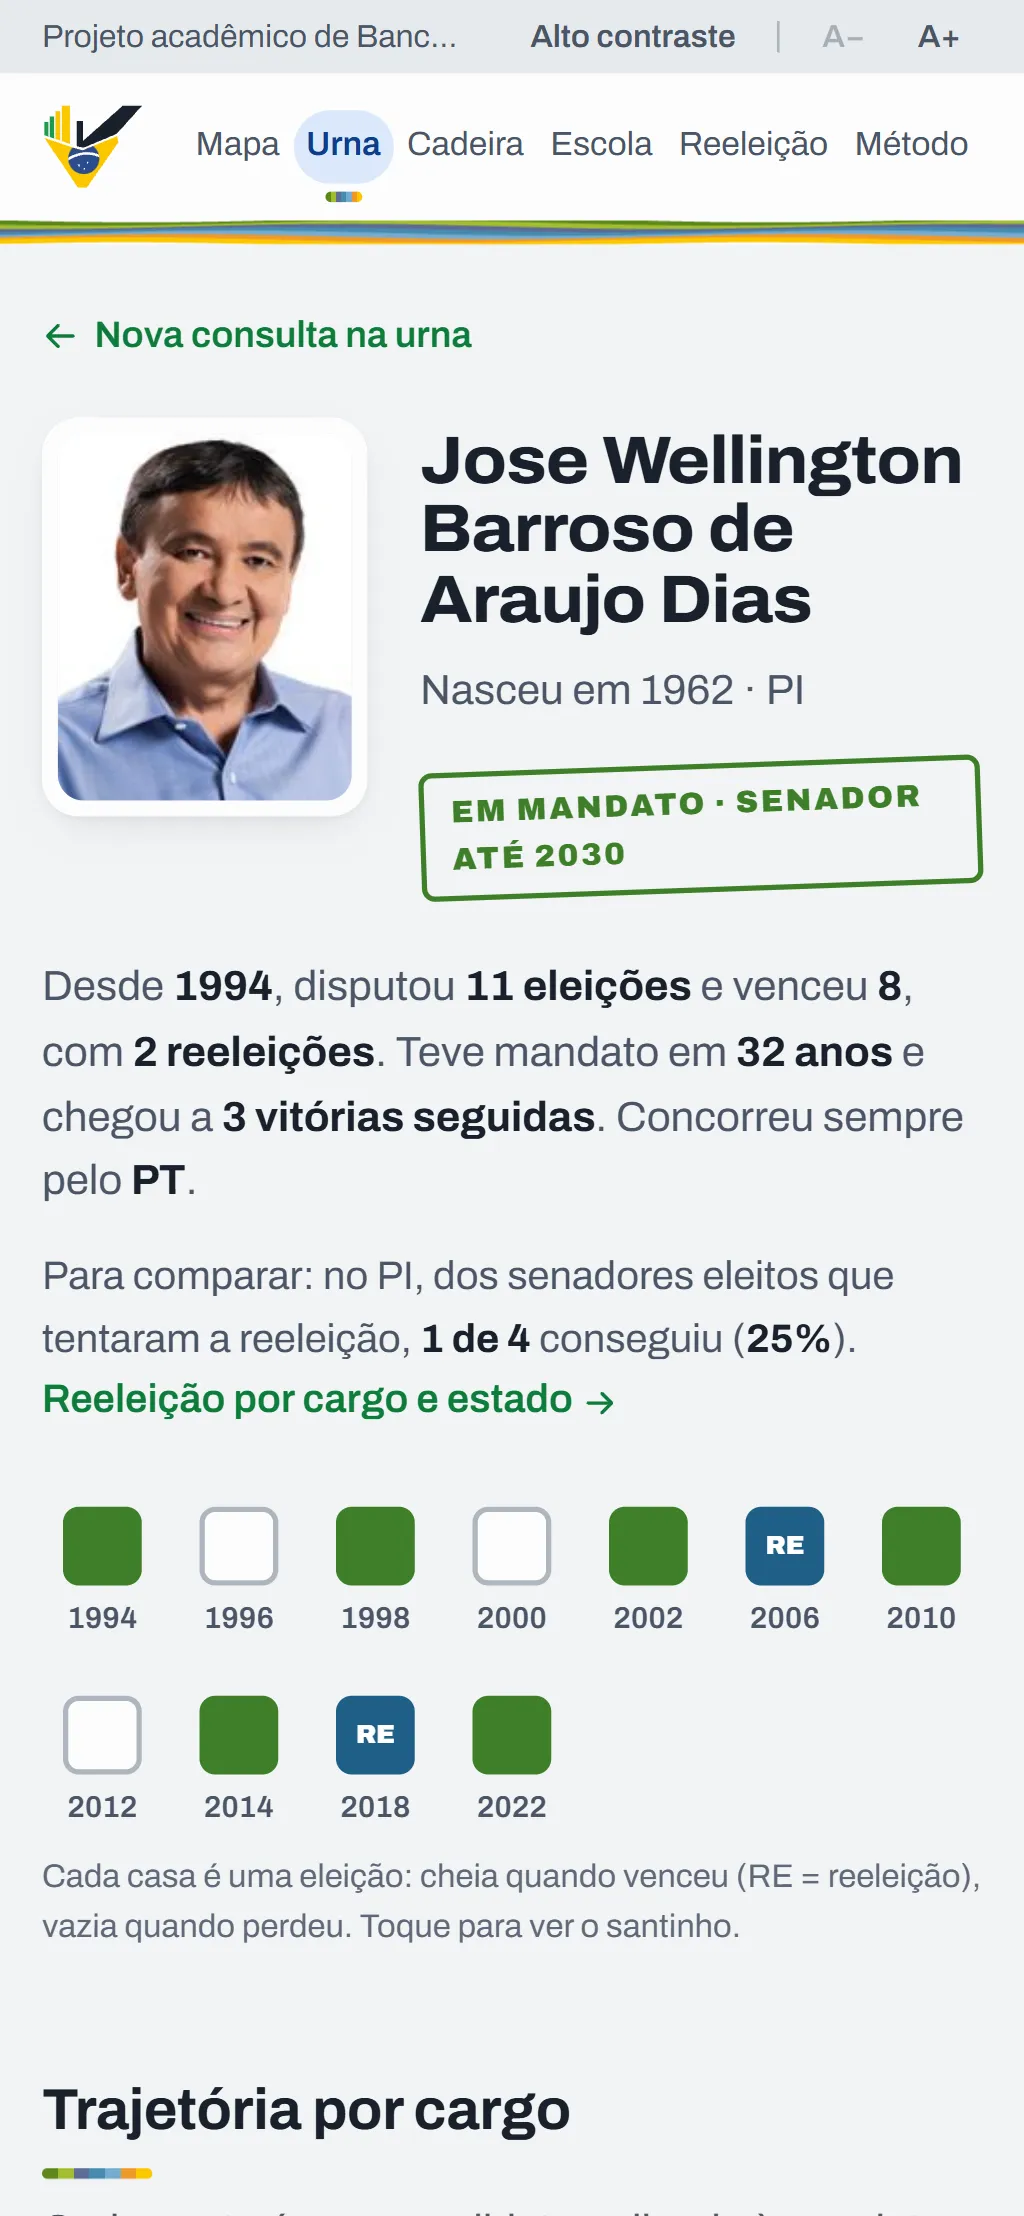 Projeto acadêmico de Banc... Alto contraste | A− A+
Mapa Urna Cadeira Escola Reeleição Método
← Nova consulta na urna
Jose Wellington
Barroso de
Araujo Dias
Nasceu em 1962 · PI
EM MANDATO · SENADOR
ATÉ 2030
Desde 1994, disputou 11 eleições e venceu 8,
com 2 reeleições. Teve mandato em 32 anos e
chegou a 3 vitórias seguidas. Concorreu sempre
pelo PT.
Para comparar: no PI, dos senadores eleitos que
tentaram a reeleição, 1 de 4 conseguiu (25%).
Reeleição por cargo e estado →
RE
1994 1996 1998 2000 2002 2006 2010
RE
2012 2014 2018 2022
Cada casa é uma eleição: cheia quando venceu (RE = reeleição),
vazia quando perdeu. Toque para ver o santinho.
Trajetória por cargo